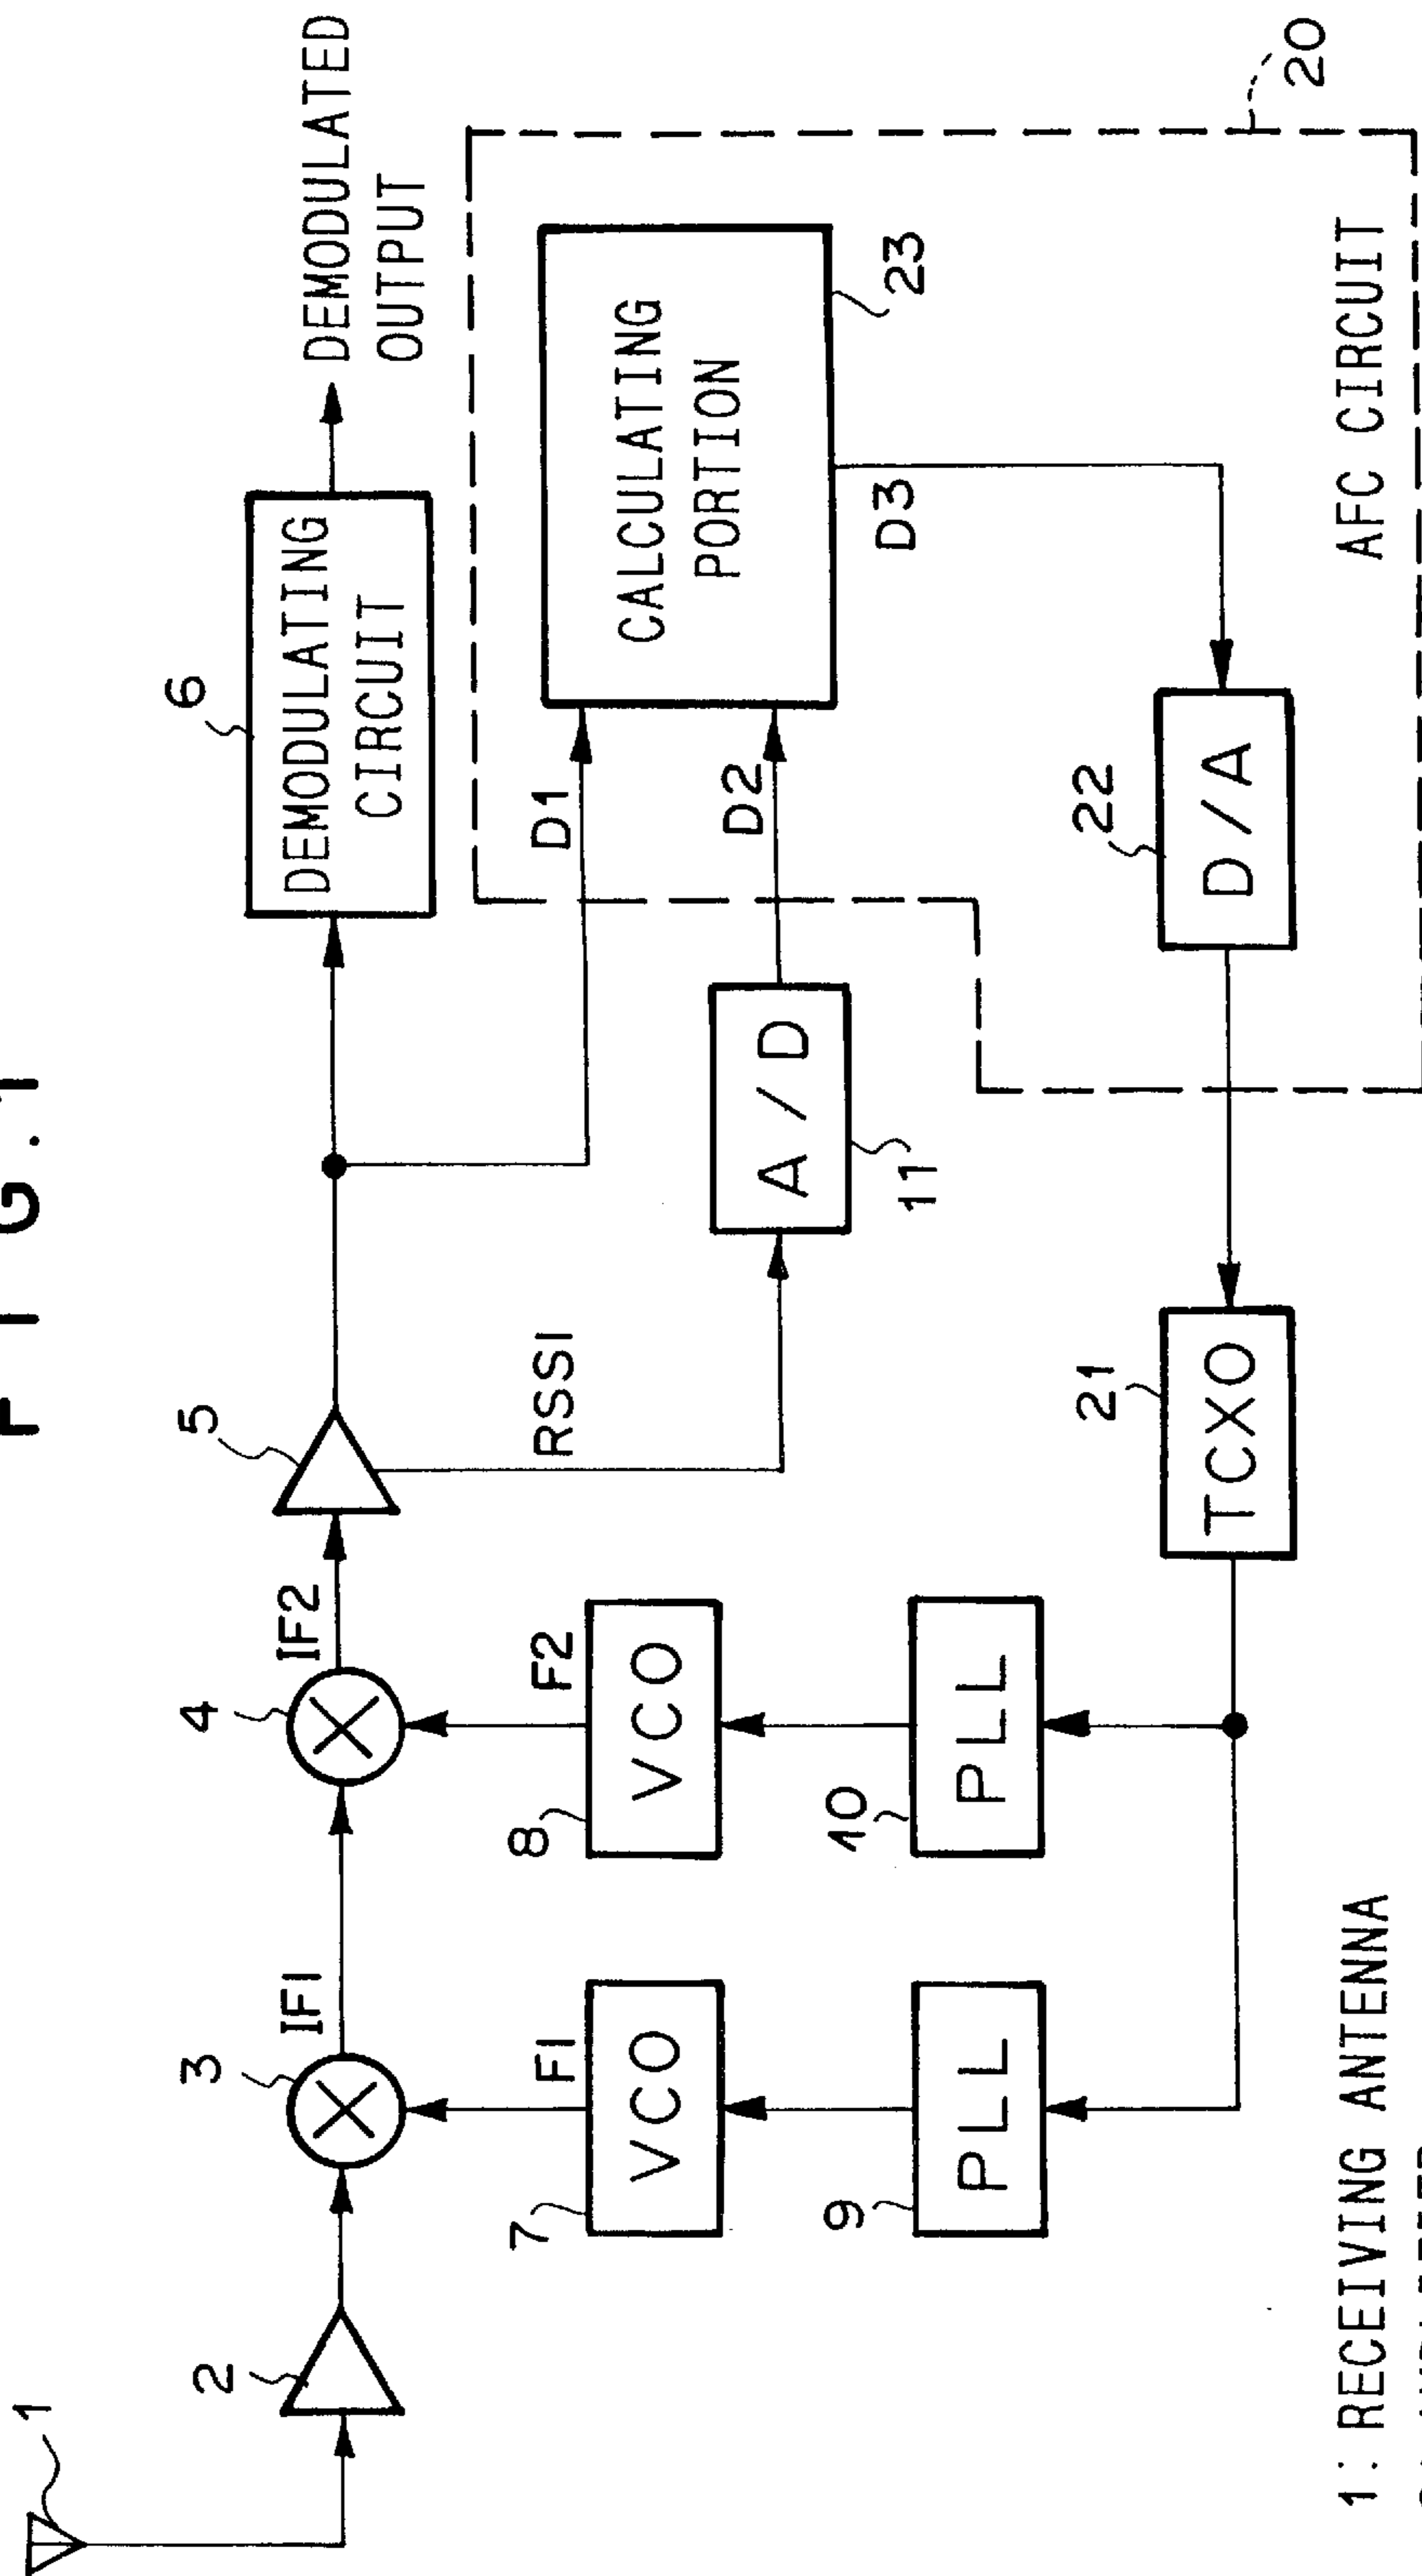 1
2
3
IF1
4
IF2
5
6
DEMODULATING
CIRCUIT
DEMODULATED
OUTPUT
RSSI
D1
D2
A/D
11
CALCULATING
PORTION
23
D3
20
F1
7
VCO
F2
8
VCO
9
PLL
10
PLL
21
TCXO
22
D/A
AFC CIRCUIT
1: RECEIVING ANTENNA